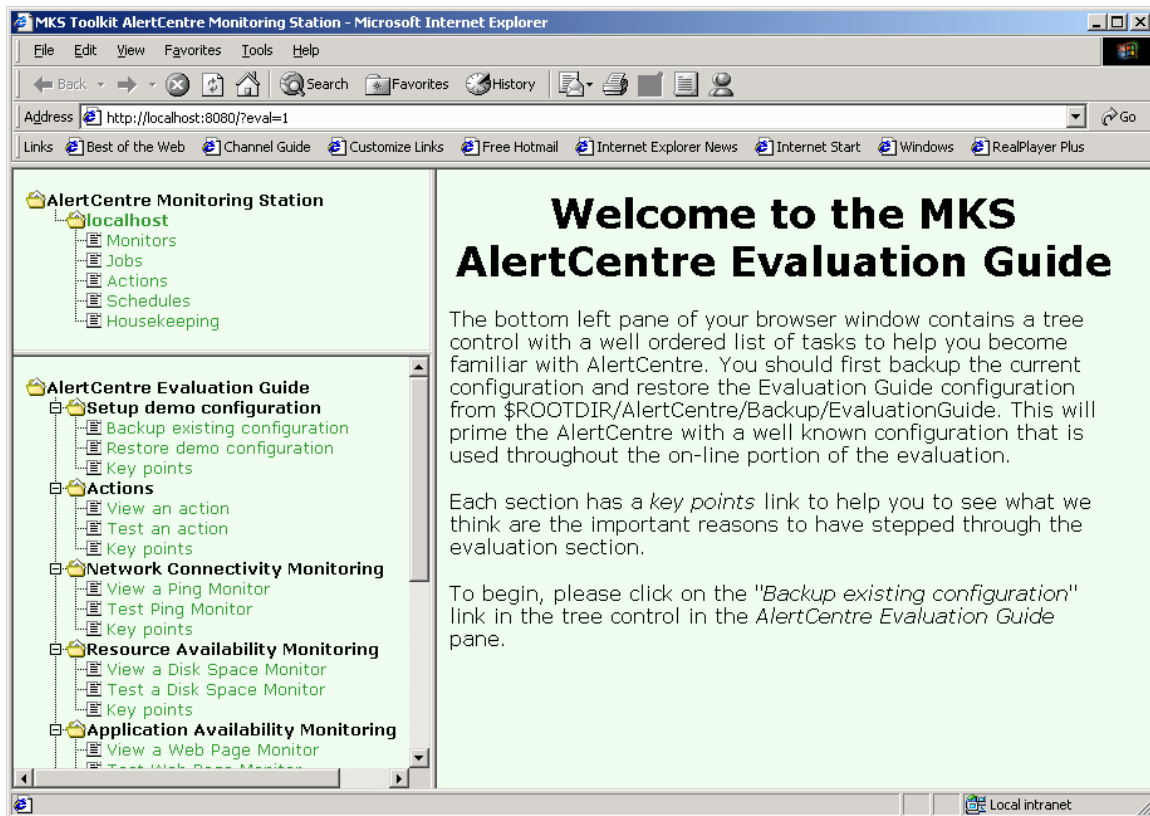 MKS Toolkit AlertCentre Monitoring Station - Microsoft Internet Explorer
File Edit View Favorites Tools Help
Back Search Favorites History
Address http://localhost:8080/?eval=1 Go
Links Best of the Web Channel Guide Customize Links Free Hotmail Internet Explorer News Internet Start Windows RealPlayer Plus
AlertCentre Monitoring Station
localhost
Monitors
Jobs
Actions
Schedules
Housekeeping
AlertCentre Evaluation Guide
Setup demo configuration
Backup existing configuration
Restore demo configuration
Key points
Actions
View an action
Test an action
Key points
Network Connectivity Monitoring
View a Ping Monitor
Test Ping Monitor
Key points
Resource Availability Monitoring
View a Disk Space Monitor
Test a Disk Space Monitor
Key points
Application Availability Monitoring
View a Web Page Monitor
Test Web Page Monitor
Welcome to the MKS
AlertCentre Evaluation Guide
The bottom left pane of your browser window contains a tree
control with a well ordered list of tasks to help you become
familiar with AlertCentre. You should first backup the current
configuration and restore the Evaluation Guide configuration
from $ROOTDIR/AlertCentre/Backup/EvaluationGuide. This will
prime the AlertCentre with a well known configuration that is
used throughout the on-line portion of the evaluation.
Each section has a key points link to help you to see what we
think are the important reasons to have stepped through the
evaluation section.
To begin, please click on the "Backup existing configuration"
link in the tree control in the AlertCentre Evaluation Guide
pane.
Local intranet